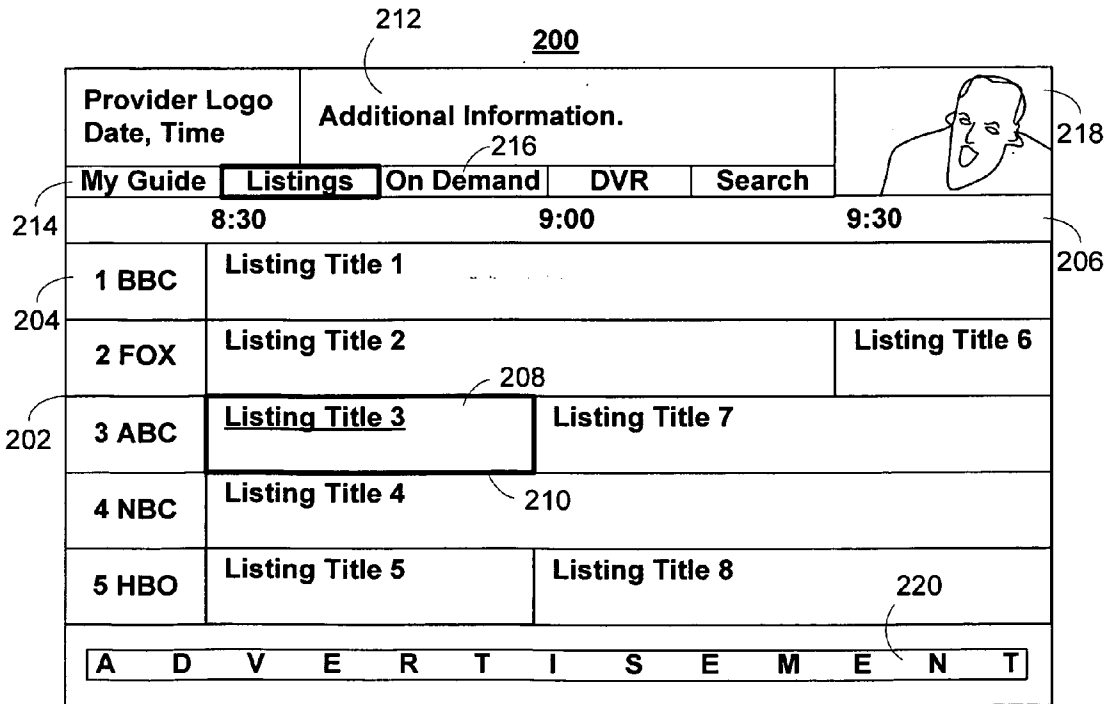 212
200
Provider Logo
Date, Time
Additional Information.
216
218
My Guide Listings On Demand DVR Search
214
8:30 9:00 9:30
206
1 BBC Listing Title 1
204
2 FOX Listing Title 2 Listing Title 6
208
202
3 ABC Listing Title 3 Listing Title 7
4 NBC Listing Title 4
210
5 HBO Listing Title 5 Listing Title 8
220
A D V E R T I S E M E N T